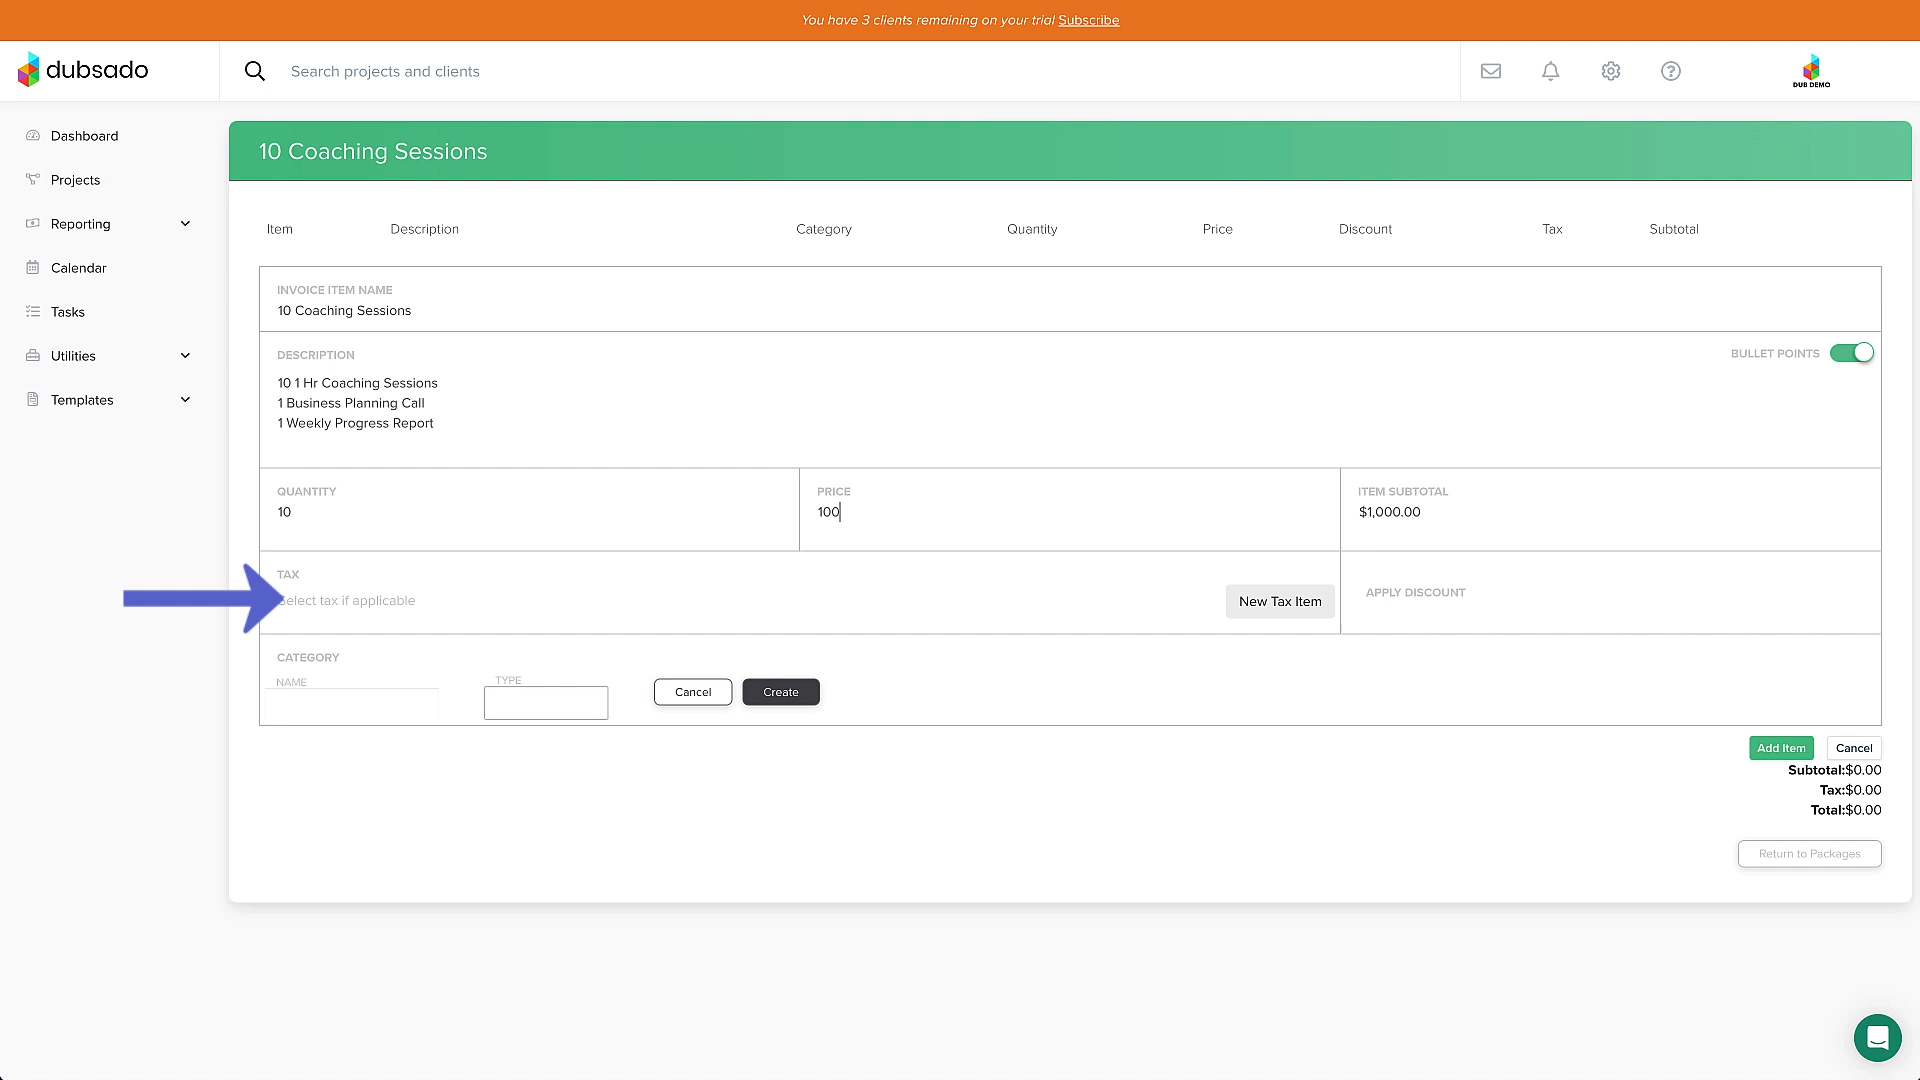 You have 3 clients remaining on your trial Subscribe
dubsado
Search projects and clients
DUB DEMO
Dashboard
Projects
Reporting
Calendar
Tasks
Utilities
Templates
10 Coaching Sessions
Item Description Category Quantity Price Discount Tax Subtotal
INVOICE ITEM NAME
10 Coaching Sessions
DESCRIPTION
BULLET POINTS
10 1 Hr Coaching Sessions
1 Business Planning Call
1 Weekly Progress Report
QUANTITY PRICE ITEM SUBTOTAL
10 100 $1,000.00
TAX
Select tax if applicable
New Tax Item
APPLY DISCOUNT
CATEGORY
NAME TYPE
Cancel Create
Add Item Cancel
Subtotal:$0.00
Tax:$0.00
Total:$0.00
Return to Packages